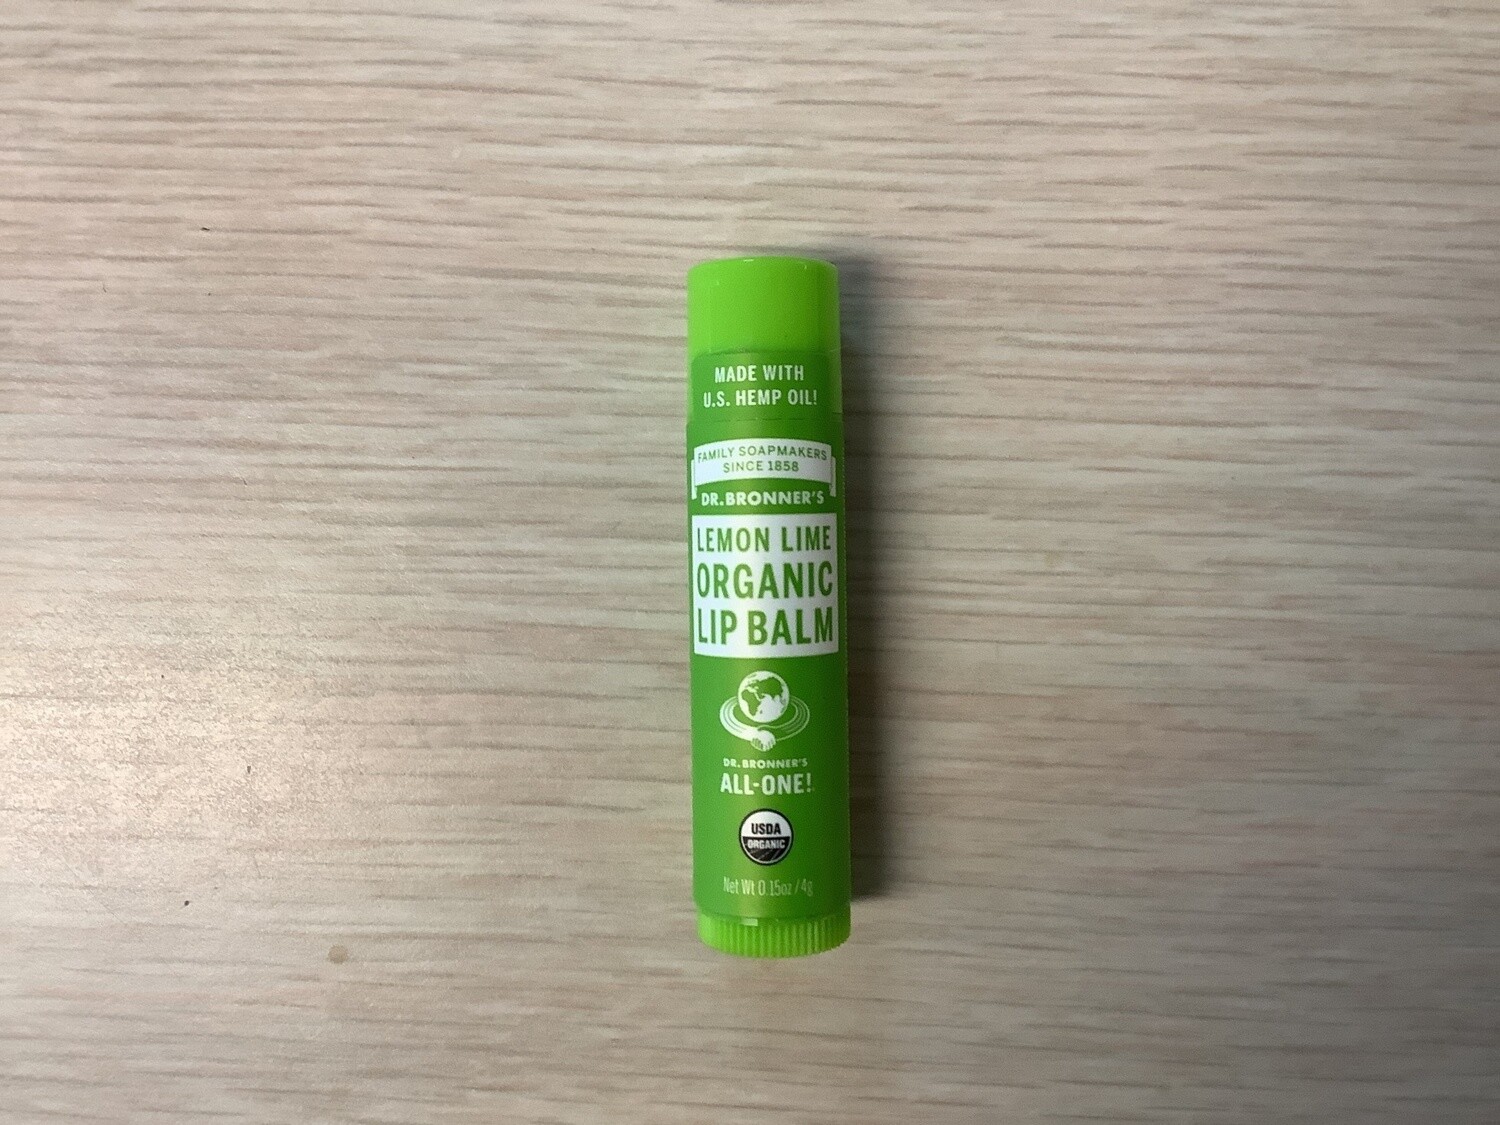 MADE WITH
U.S. HEMP OIL!
FAMILY SOAPMAKERS
SINCE 1858
DR. BRONNER'S
LEMON LIME
ORGANIC
LIP BALM
DR. BRONNER'S
ALL-ONE!
USDA
ORGANIC
Net Wt 0.15oz / 4g